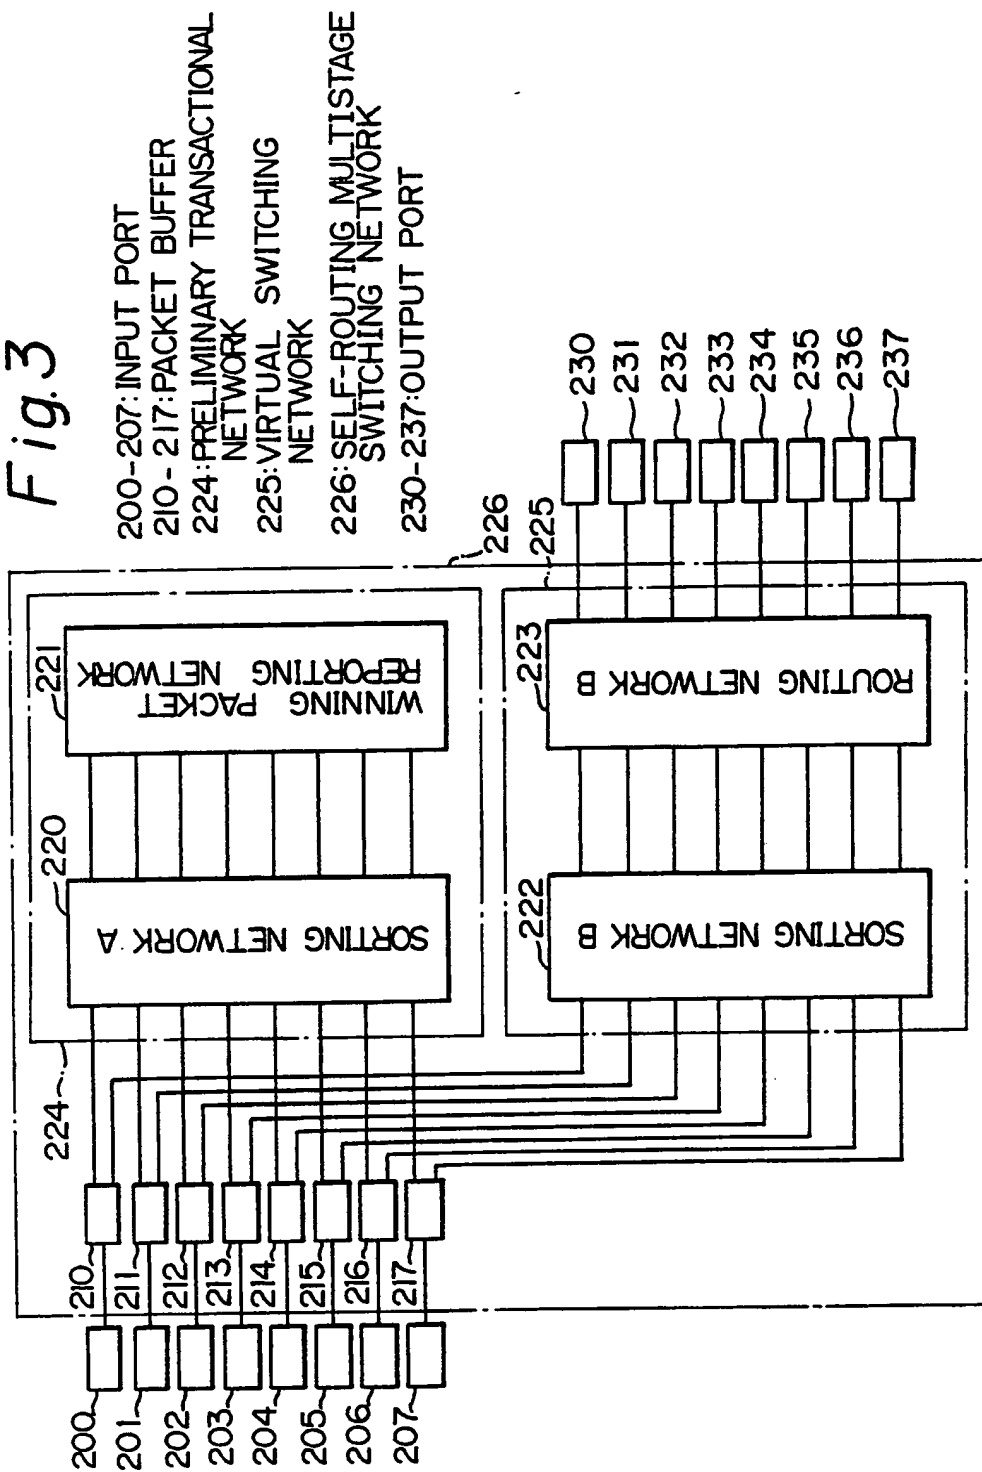 Fig.3
200-207:INPUT PORT
210-217:PACKET BUFFER
224:PRELIMINARY TRANSACTIONAL
NETWORK
225:VIRTUAL SWITCHING
NETWORK
226:SELF-ROUTING MULTISTAGE
SWITCHING NETWORK
230-237:OUTPUT PORT
226
225
224
220
221
SORTING NETWORK A
WINNING PACKET
REPORTING NETWORK
222
223
SORTING NETWORK B
ROUTING NETWORK B
200
201
202
203
204
205
206
207
210
211
212
213
214
215
216
217
230
231
232
233
234
235
236
237